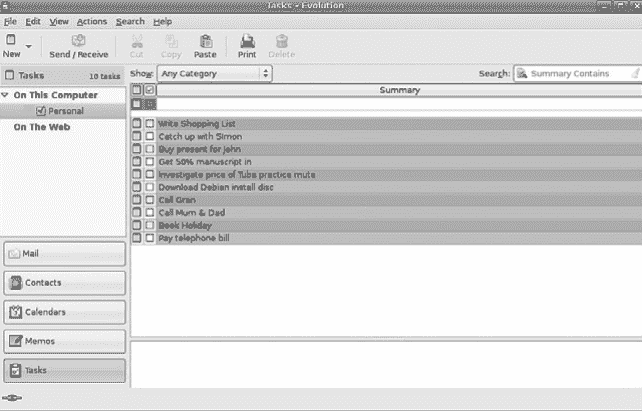 Tasks - Evolution
File Edit View Actions Search Help
New Send / Receive Cut Copy Paste Print Delete
Tasks 10 tasks Show: Any Category Search: Summary Contains
On This Computer
Personal
On The Web
Summary
Write Shopping List
Catch up with Simon
Buy present for John
Get 50% manuscript in
Investigate price of Tuba practice mute
Download Debian install disc
Call Gran
Call Mum & Dad
Book Holiday
Pay telephone bill
Mail
Contacts
Calendars
Memos
Tasks